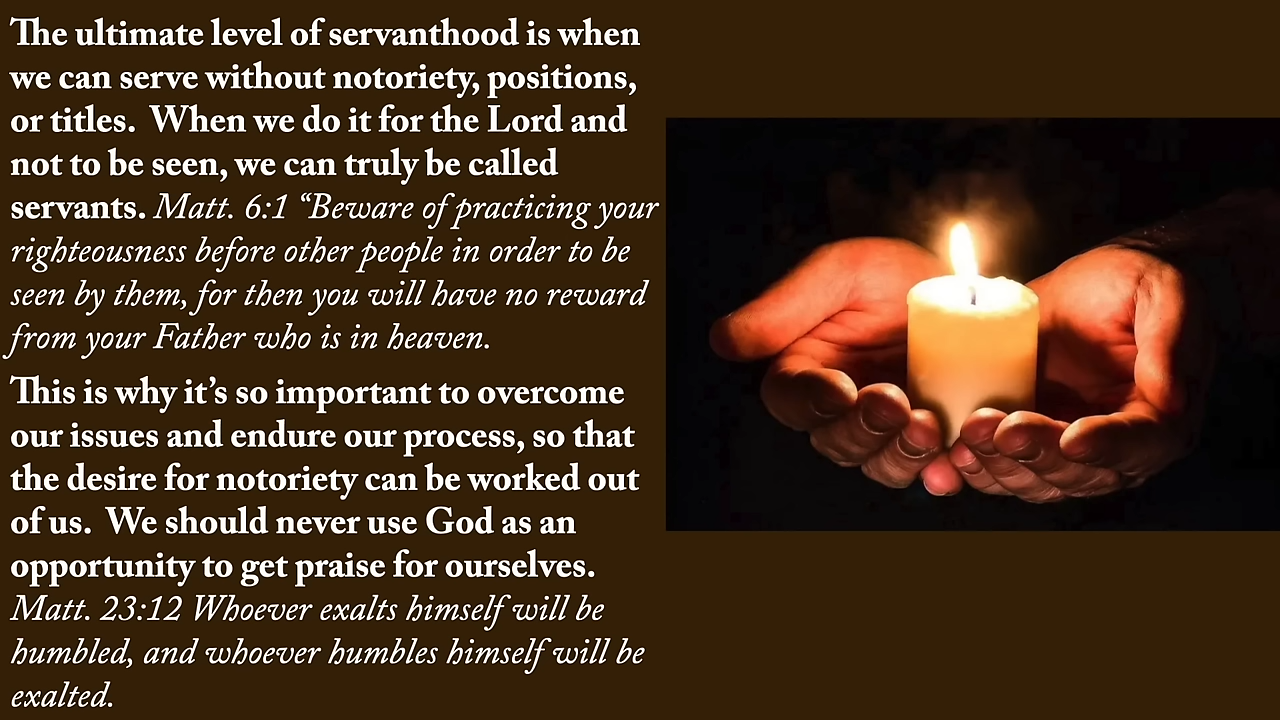 The ultimate level of servanthood is when
we can serve without notoriety, positions,
or titles.  When we do it for the Lord and
not to be seen, we can truly be called
servants. Matt. 6:1 “Beware of practicing your
righteousness before other people in order to be
seen by them, for then you will have no reward
from your Father who is in heaven.
This is why it’s so important to overcome
our issues and endure our process, so that
the desire for notoriety can be worked out
of us.  We should never use God as an
opportunity to get praise for ourselves.
Matt. 23:12 Whoever exalts himself will be
humbled, and whoever humbles himself will be
exalted.